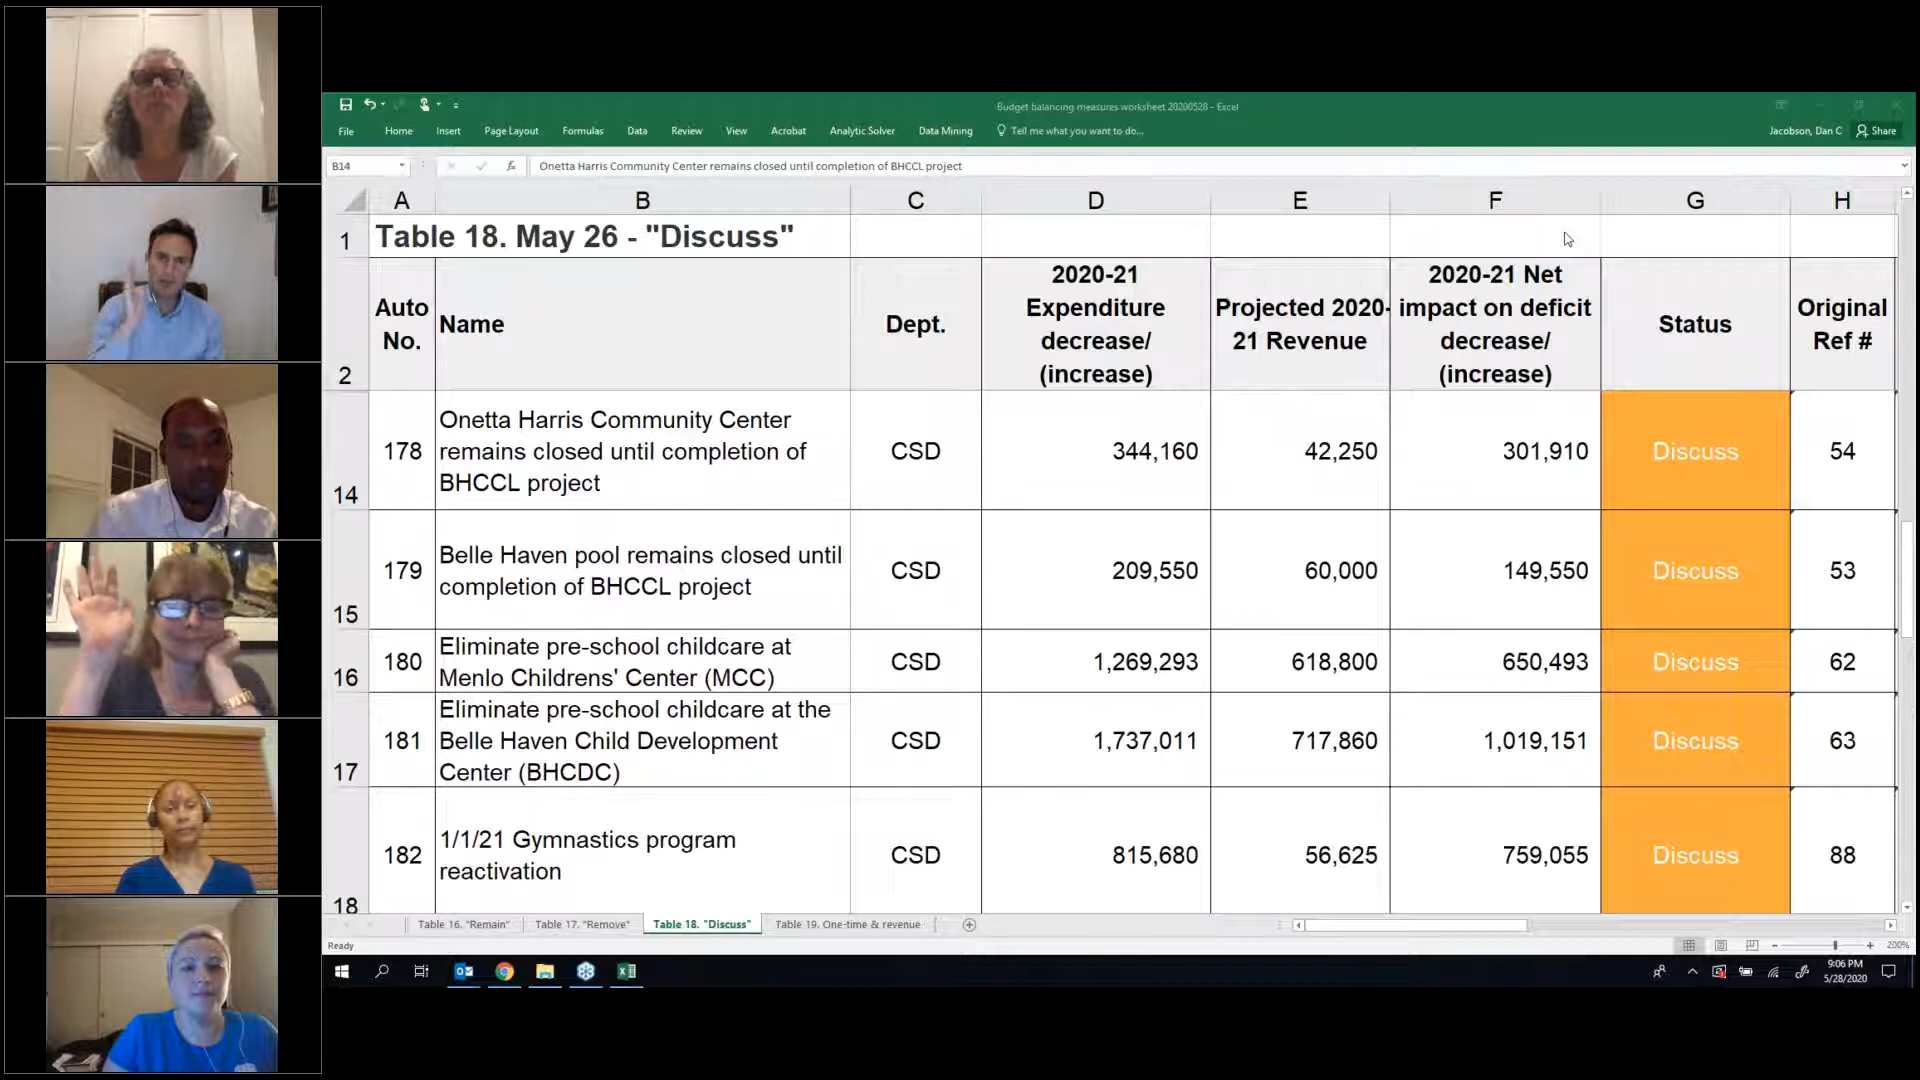 Budget balancing measures worksheet 20200528 - Excel
File Home Insert Page Layout Formulas Data Review View Acrobat Analytic Solver Data Mining Tell me what you want to do... Jacobson, Dan C Share
B14 fx Onetta Harris Community Center remains closed until completion of BHCCL project
A B C D E F G H
1 Table 18. May 26 - "Discuss"
2020-21 2020-21 Net
Auto Expenditure Projected 2020- impact on deficit Original
Name Dept. Status
No. decrease/ 21 Revenue decrease/ Ref #
2 (increase) (increase)
Onetta Harris Community Center
178 remains closed until completion of CSD 344,160 42,250 301,910 Discuss 54
14 BHCCL project
Belle Haven pool remains closed until
179 CSD 209,550 60,000 149,550 Discuss 53
completion of BHCCL project
15
Eliminate pre-school childcare at
180 CSD 1,269,293 618,800 650,493 Discuss 62
16 Menlo Childrens' Center (MCC)
Eliminate pre-school childcare at the
181 Belle Haven Child Development CSD 1,737,011 717,860 1,019,151 Discuss 63
17 Center (BHCDC)
1/1/21 Gymnastics program
182 CSD 815,680 56,625 759,055 Discuss 88
reactivation
18
Table 16. "Remain" Table 17. "Remove" Table 18. "Discuss" Table 19. One-time & revenue
Ready 200%
9:06 PM
5/28/2020